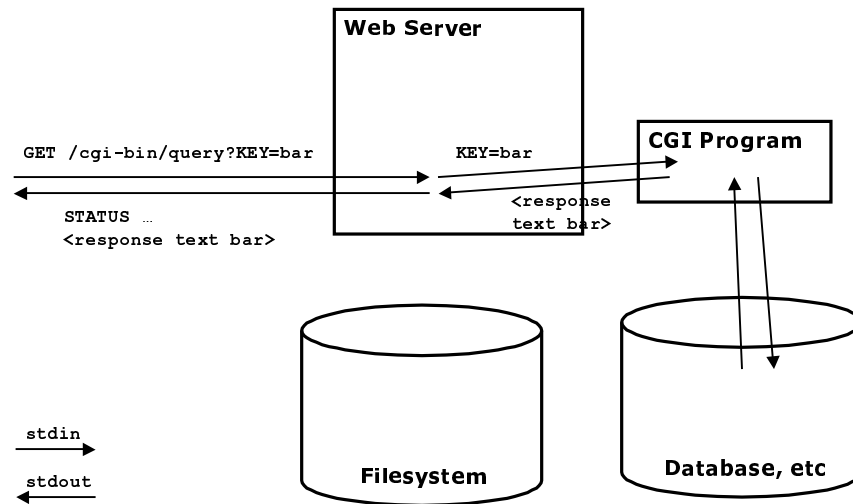 Web Server
GET /cgi-bin/query?KEY=bar
KEY=bar
CGI Program
STATUS …
<response text bar>
<response
text bar>
stdin
stdout
Filesystem
Database, etc